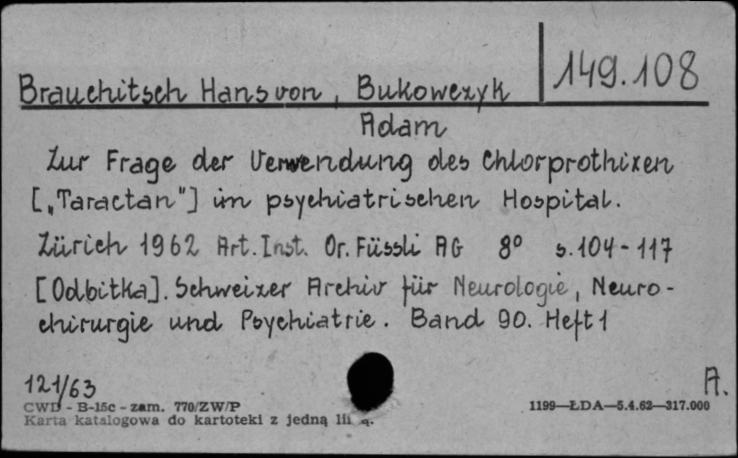 149.108
Brauchitsch Hans von, Bukowczyk
Adam
Zur Frage der Verwendung des Chlorprothixen
[„Taractan"] im psychiatrischen Hospital.
Zürich 1962 Art. Inst. Or. Füssli AG 8° s. 104-117
[Odbitka]. Schweizer Archiv für Neurologie, Neuro-
chirurgie und Psychiatrie. Band 90. Heft 1
121/63
A.
CWD - B-15c - zam. 770/ZW/P
1199—ŁDA—5.4.62—317.000
Karta katalogowa do kartoteki z jedną